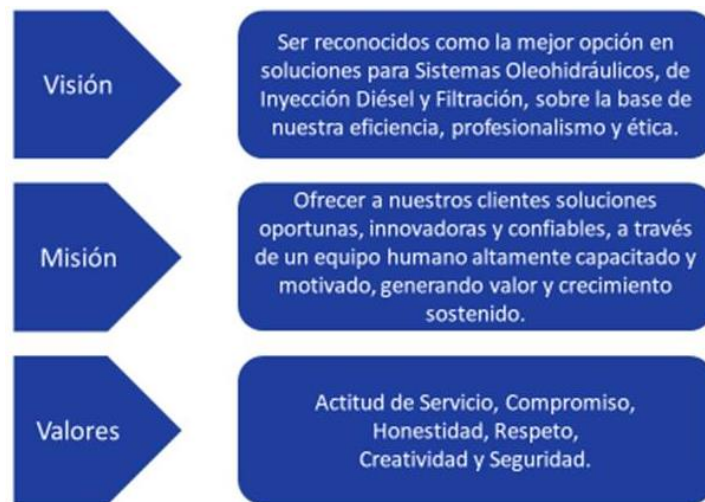 Visión
Ser reconocidos como la mejor opción en
soluciones para Sistemas Oleohidráulicos, de
Inyección Diésel y Filtración, sobre la base de
nuestra eficiencia, profesionalismo y ética.
Misión
Ofrecer a nuestros clientes soluciones
oportunas, innovadoras y confiables, a través
de un equipo humano altamente capacitado y
motivado, generando valor y crecimiento
sostenido.
Valores
Actitud de Servicio, Compromiso,
Honestidad, Respeto,
Creatividad y Seguridad.